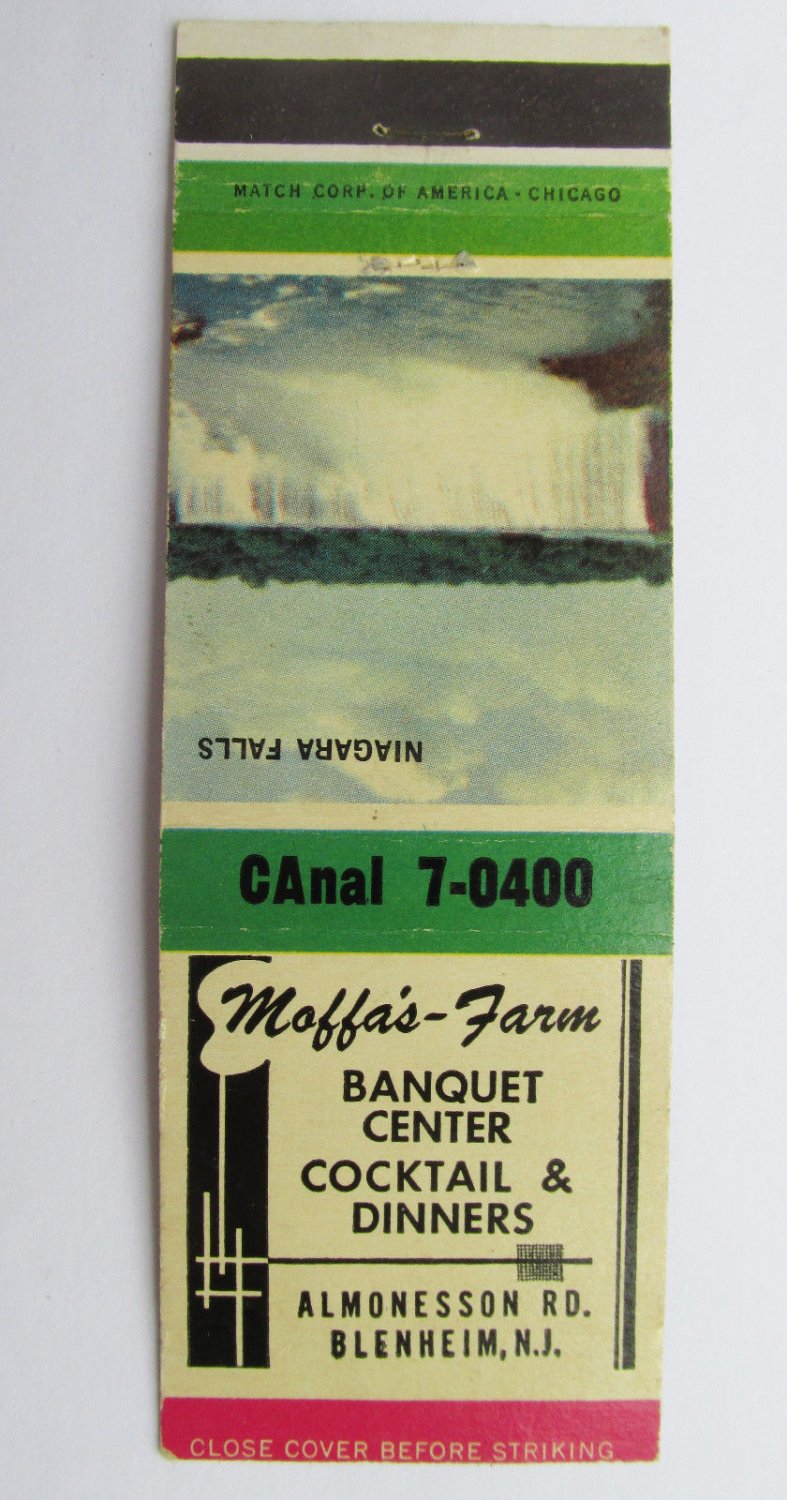 MATCH CORP. OF AMERICA - CHICAGO
NIAGARA FALLS
CAnal 7-0400
Moffa's-Farm
BANQUET
CENTER
COCKTAIL &
DINNERS
ALMONESSON RD.
BLENHEIM, N.J.
CLOSE COVER BEFORE STRIKING